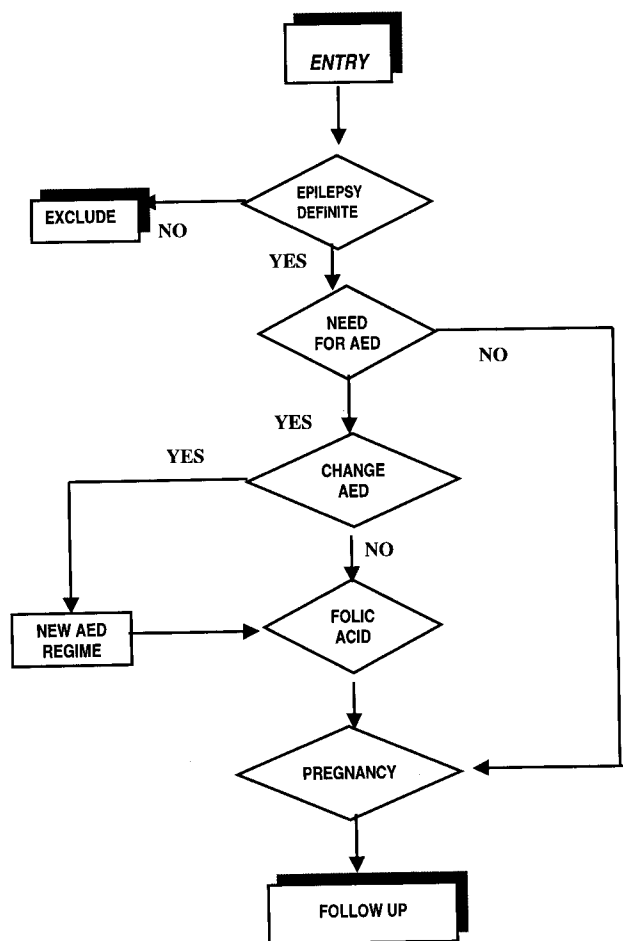 ENTRY
EPILEPSY
DEFINITE
EXCLUDE
NO
YES
NEED
FOR AED
NO
YES
YES
CHANGE
AED
NO
NEW AED
REGIME
FOLIC
ACID
PREGNANCY
FOLLOW UP